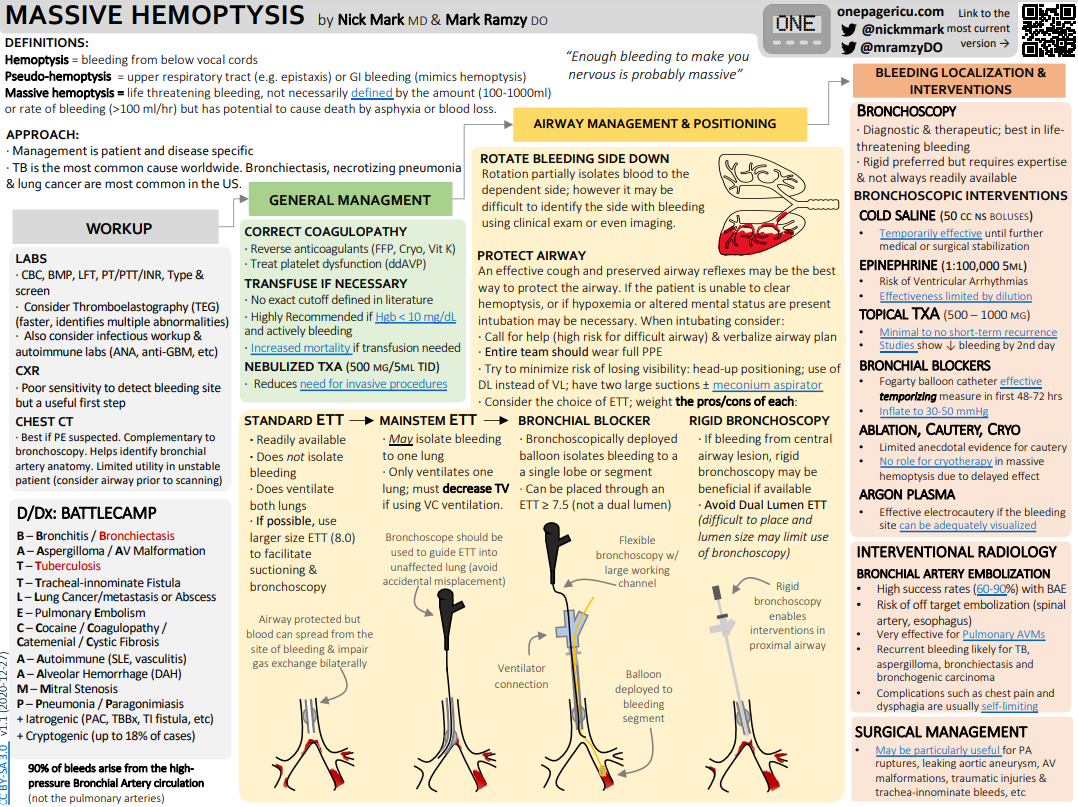 MASSIVE HEMOPTYSIS by Nick Mark MD & Mark Ramzy DO
ONE
onepagericu.com
@nickmmark
@mramzyDO
Link to the
most current
version →
DEFINITIONS:
Hemoptysis = bleeding from below vocal cords
Pseudo-hemoptysis = upper respiratory tract (e.g. epistaxis) or GI bleeding (mimics hemoptysis)
Massive hemoptysis = life threatening bleeding, not necessarily defined by the amount (100-1000ml)
or rate of bleeding (>100 ml/hr) but has potential to cause death by asphyxia or blood loss.
“Enough bleeding to make you
nervous is probably massive”
APPROACH:
· Management is patient and disease specific
· TB is the most common cause worldwide. Bronchiectasis, necrotizing pneumonia
& lung cancer are most common in the US.
WORKUP
LABS
· CBC, BMP, LFT, PT/PTT/INR, Type &
screen
· Consider Thromboelastography (TEG)
(faster, identifies multiple abnormalities)
· Also consider infectious workup &
autoimmune labs (ANA, anti-GBM, etc)
CXR
· Poor sensitivity to detect bleeding site
but a useful first step
CHEST CT
· Best if PE suspected. Complementary to
bronchoscopy. Helps identify bronchial
artery anatomy. Limited utility in unstable
patient (consider airway prior to scanning)
D/DX: BATTLECAMP
B – Bronchitis / Bronchiectasis
A – Aspergilloma / AV Malformation
T – Tuberculosis
T – Tracheal-innominate Fistula
L – Lung Cancer/metastasis or Abscess
E – Pulmonary Embolism
C – Cocaine / Coagulopathy /
Catemenial / Cystic Fibrosis
A – Autoimmune (SLE, vasculitis)
A – Alveolar Hemorrhage (DAH)
M – Mitral Stenosis
P – Pneumonia / Paragonimiasis
+ Iatrogenic (PAC, TBBx, TI fistula, etc)
+ Cryptogenic (up to 18% of cases)
90% of bleeds arise from the high-
pressure Bronchial Artery circulation
(not the pulmonary arteries)
CC BY-SA 3.0 v1.1 (2020-12-27)
GENERAL MANAGMENT
CORRECT COAGULOPATHY
· Reverse anticoagulants (FFP, Cryo, Vit K)
· Treat platelet dysfunction (ddAVP)
TRANSFUSE IF NECESSARY
· No exact cutoff defined in literature
· Highly Recommended if Hgb < 10 mg/dL
and actively bleeding
· Increased mortality if transfusion needed
NEBULIZED TXA (500 MG/5ML TID)
· Reduces need for invasive procedures
AIRWAY MANAGEMENT & POSITIONING
ROTATE BLEEDING SIDE DOWN
Rotation partially isolates blood to the
dependent side; however it may be
difficult to identify the side with bleeding
using clinical exam or even imaging.
PROTECT AIRWAY
An effective cough and preserved airway reflexes may be the best
way to protect the airway. If the patient is unable to clear
hemoptysis, or if hypoxemia or altered mental status are present
intubation may be necessary. When intubating consider:
· Call for help (high risk for difficult airway) & verbalize airway plan
· Entire team should wear full PPE
· Try to minimize risk of losing visibility: head-up positioning; use of
DL instead of VL; have two large suctions ± meconium aspirator
· Consider the choice of ETT; weight the pros/cons of each:
STANDARD ETT
· Readily available
· Does not isolate
bleeding
· Does ventilate
both lungs
· If possible, use
larger size ETT (8.0)
to facilitate
suctioning &
bronchoscopy
Airway protected but
blood can spread from the
site of bleeding & impair
gas exchange bilaterally
MAINSTEM ETT
· May isolate bleeding
to one lung
· Only ventilates one
lung; must decrease TV
if using VC ventilation.
Bronchoscope should be
used to guide ETT into
unaffected lung (avoid
accidental misplacement)
BRONCHIAL BLOCKER
· Bronchoscopically deployed
balloon isolates bleeding to a
a single lobe or segment
· Can be placed through an
ETT ≥ 7.5 (not a dual lumen)
Flexible
bronchoscopy w/
large working
channel
Ventilator
connection
Balloon
deployed to
bleeding
segment
RIGID BRONCHOSCOPY
· If bleeding from central
airway lesion, rigid
bronchoscopy may be
beneficial if available
· Avoid Dual Lumen ETT
(difficult to place and
lumen size may limit use
of bronchoscopy)
Rigid
bronchoscopy
enables
interventions in
proximal airway
BLEEDING LOCALIZATION &
INTERVENTIONS
BRONCHOSCOPY
· Diagnostic & therapeutic; best in life-
threatening bleeding
· Rigid preferred but requires expertise
& not always readily available
BRONCHOSCOPIC INTERVENTIONS
COLD SALINE (50 CC NS BOLUSES)
• Temporarily effective until further
medical or surgical stabilization
EPINEPHRINE (1:100,000 5ML)
• Risk of Ventricular Arrhythmias
• Effectiveness limited by dilution
TOPICAL TXA (500 – 1000 MG)
• Minimal to no short-term recurrence
• Studies show ↓ bleeding by 2nd day
BRONCHIAL BLOCKERS
• Fogarty balloon catheter effective
temporizing measure in first 48-72 hrs
• Inflate to 30-50 mmHg
ABLATION, CAUTERY, CRYO
• Limited anecdotal evidence for cautery
• No role for cryotherapy in massive
hemoptysis due to delayed effect
ARGON PLASMA
• Effective electrocautery if the bleeding
site can be adequately visualized
INTERVENTIONAL RADIOLOGY
BRONCHIAL ARTERY EMBOLIZATION
• High success rates (60-90%) with BAE
• Risk of off target embolization (spinal
artery, esophagus)
• Very effective for Pulmonary AVMs
• Recurrent bleeding likely for TB,
aspergilloma, bronchiectasis and
bronchogenic carcinoma
• Complications such as chest pain and
dysphagia are usually self-limiting
SURGICAL MANAGEMENT
• May be particularly useful for PA
ruptures, leaking aortic aneurysm, AV
malformations, traumatic injuries &
trachea-innominate bleeds, etc